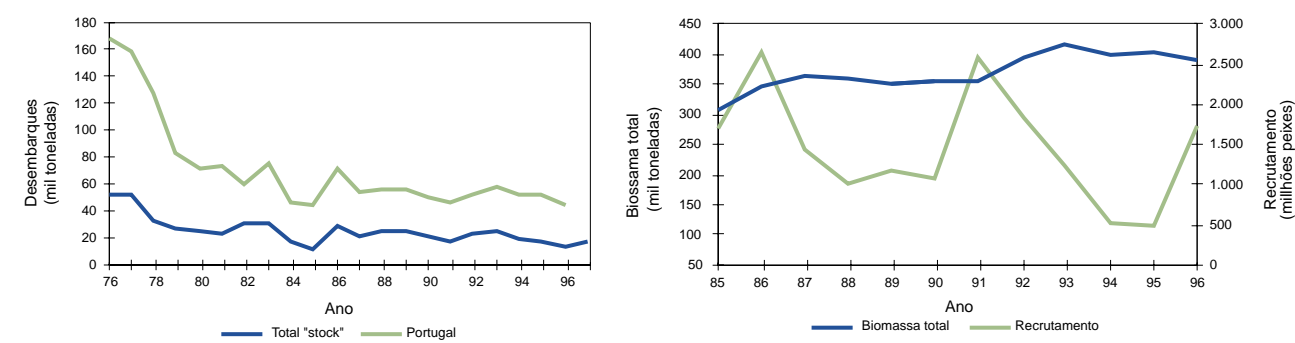 180
160
140
120
100
80
60
40
20
0
Desembarques
(mil toneladas)
76 78 80 82 84 86 88 90 92 94 96
Ano
Total "stock" Portugal
450
400
350
300
250
200
150
100
50
Biossama total
(mil toneladas)
3.000
2.500
2.000
1.500
1.000
500
0
Recrutamento
(millhões peixes)
85 86 87 88 89 90 91 92 93 94 95 96
Ano
Biomassa total Recrutamento